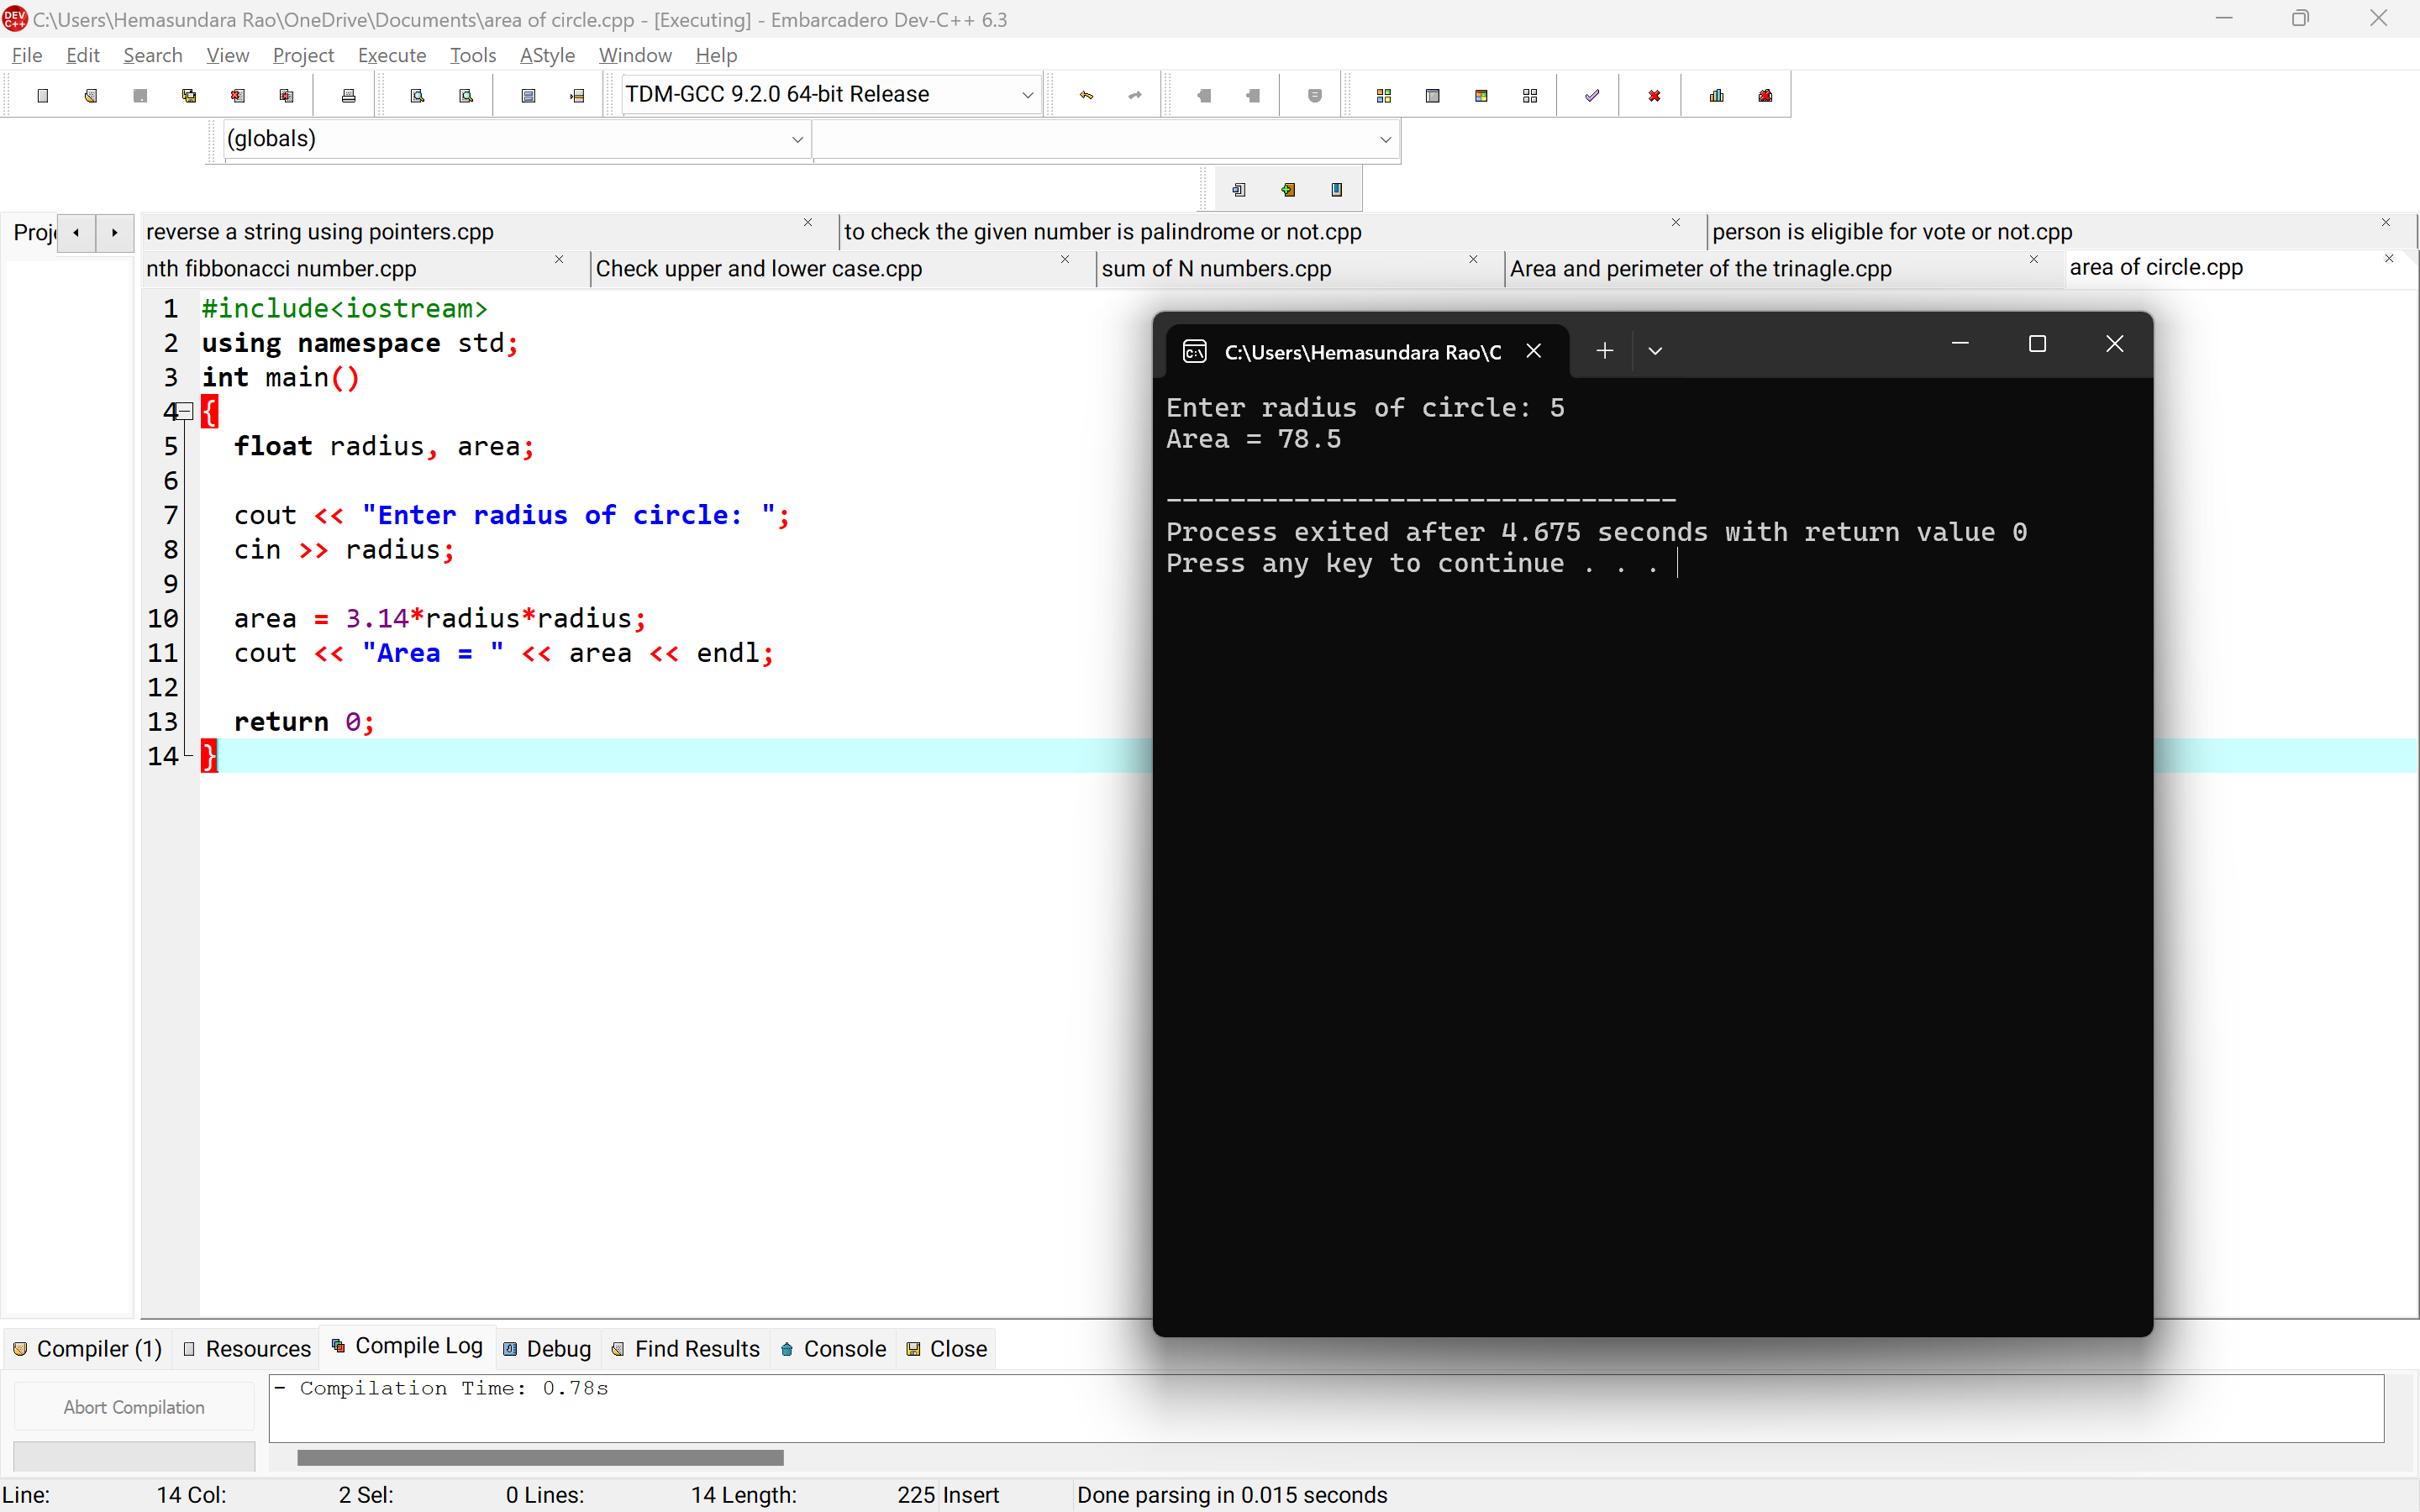 C:\Users\Hemasundara Rao\OneDrive\Documents\area of circle.cpp - [Executing] - Embarcadero Dev-C++ 6.3
File Edit Search View Project Execute Tools AStyle Window Help
TDM-GCC 9.2.0 64-bit Release
(globals)
Proj
reverse a string using pointers.cpp to check the given number is palindrome or not.cpp person is eligible for vote or not.cpp
nth fibbonacci number.cpp Check upper and lower case.cpp sum of N numbers.cpp Area and perimeter of the trinagle.cpp area of circle.cpp
1 #include<iostream>
2 using namespace std;
3 int main()
4 {
5 float radius, area;
6
7 cout << "Enter radius of circle: ";
8 cin >> radius;
9
10 area = 3.14*radius*radius;
11 cout << "Area = " << area << endl;
12
13 return 0;
14 }
C:\Users\Hemasundara Rao\C
Enter radius of circle: 5
Area = 78.5
--------------------------------
Process exited after 4.675 seconds with return value 0
Press any key to continue . . .
Compiler (1) Resources Compile Log Debug Find Results Console Close
Abort Compilation
- Compilation Time: 0.78s
Line: 14 Col: 2 Sel: 0 Lines: 14 Length: 225 Insert Done parsing in 0.015 seconds